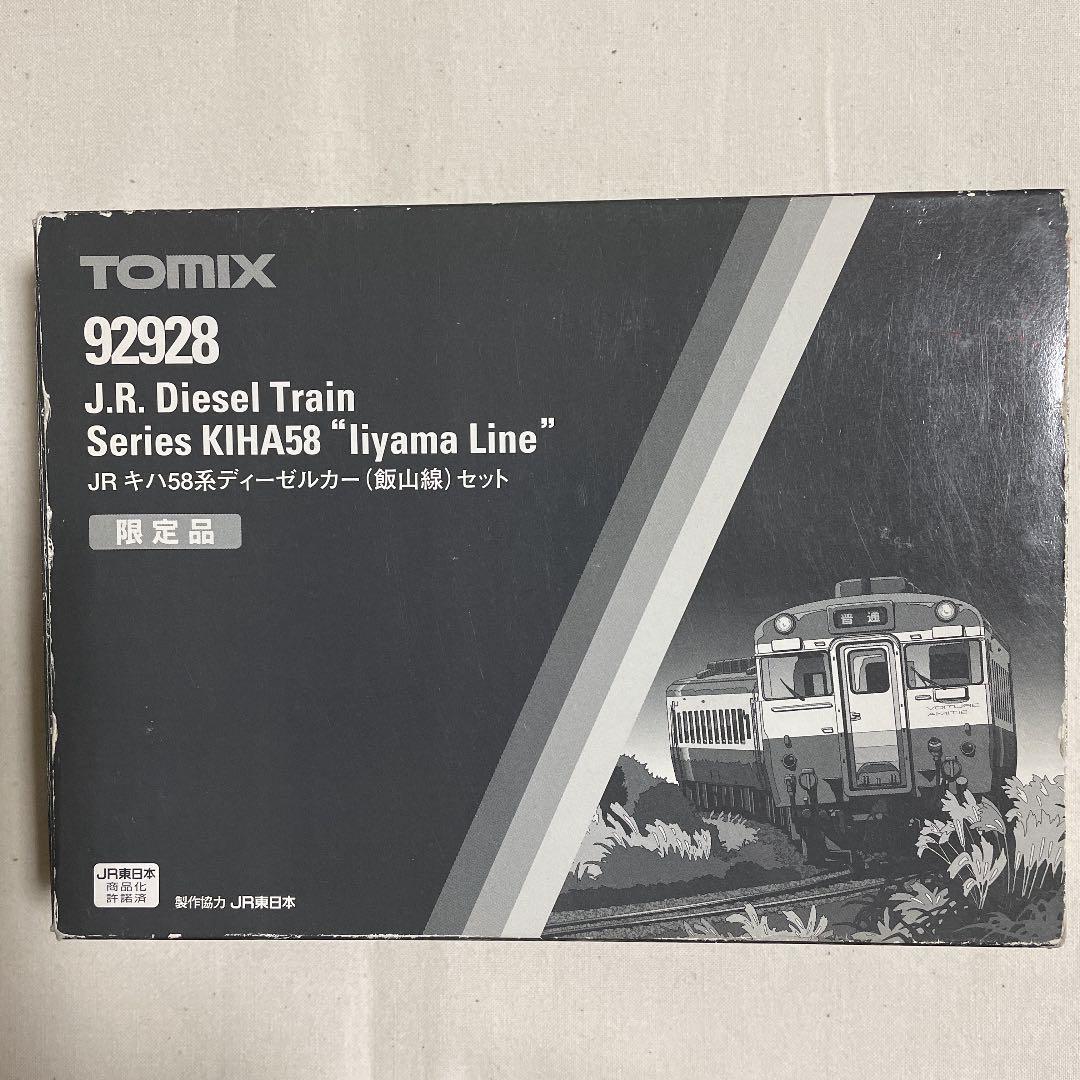 TOMIX
92928
J.R. Diesel Train
Series KIHA58 “Iiyama Line”
JR キハ58系ディーゼルカー（飯山線）セット
限定品
普通
VOITURE
AMITIE
JR東日本
商品化
許諾済
製作協力 JR東日本